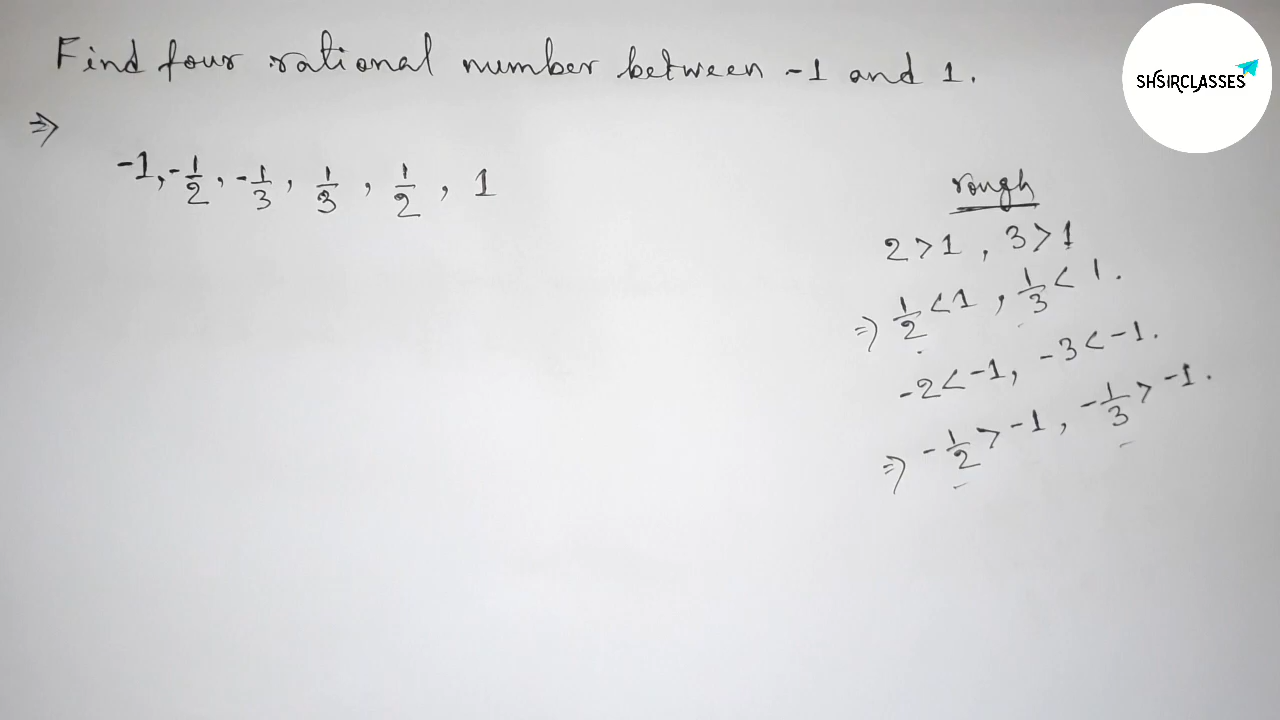 Find four rational number between -1 and 1.
SHSIRCLASSES
⇒
-1, -1/2, -1/3, 1/3, 1/2, 1
rough
2>1, 3>1
⇒ 1/2<1, 1/3<1.
-2<-1, -3<-1.
⇒ -1/2>-1, -1/3>-1.